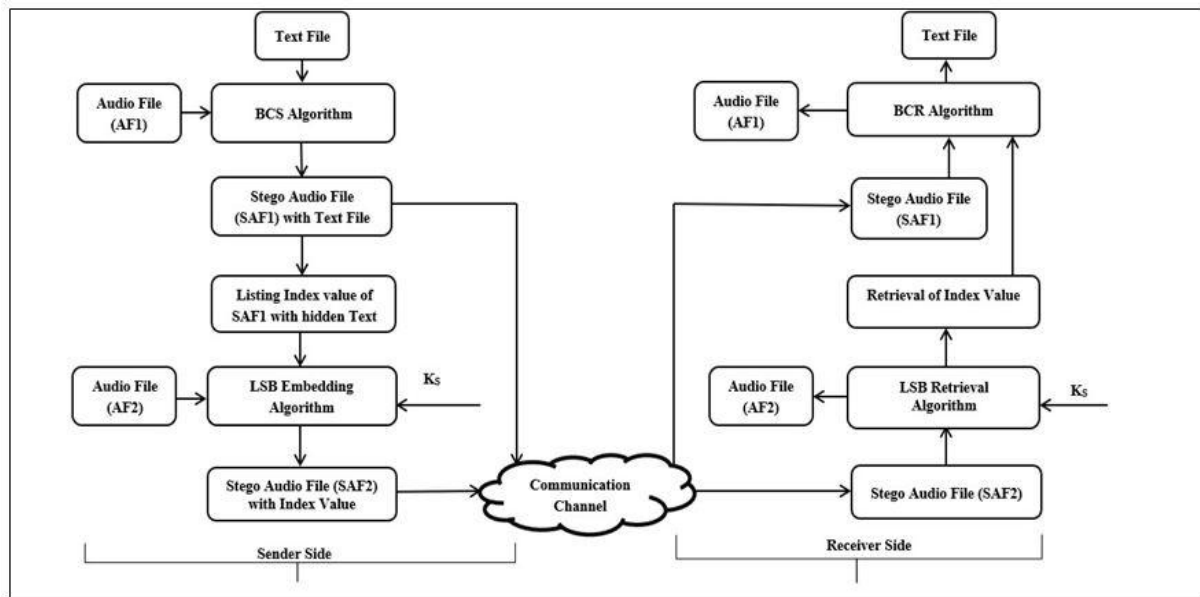 Text File
Audio File
(AF1)
BCS Algorithm
Stego Audio File
(SAF1) with Text File
Listing Index value of
SAF1 with hidden Text
Audio File
(AF2)
LSB Embedding
Algorithm
KS
Stego Audio File (SAF2)
with Index Value
Sender Side
Communication
Channel
Text File
Audio File
(AF1)
BCR Algorithm
Stego Audio File
(SAF1)
Retrieval of Index Value
Audio File
(AF2)
LSB Retrieval
Algorithm
KS
Stego Audio File (SAF2)
Receiver Side